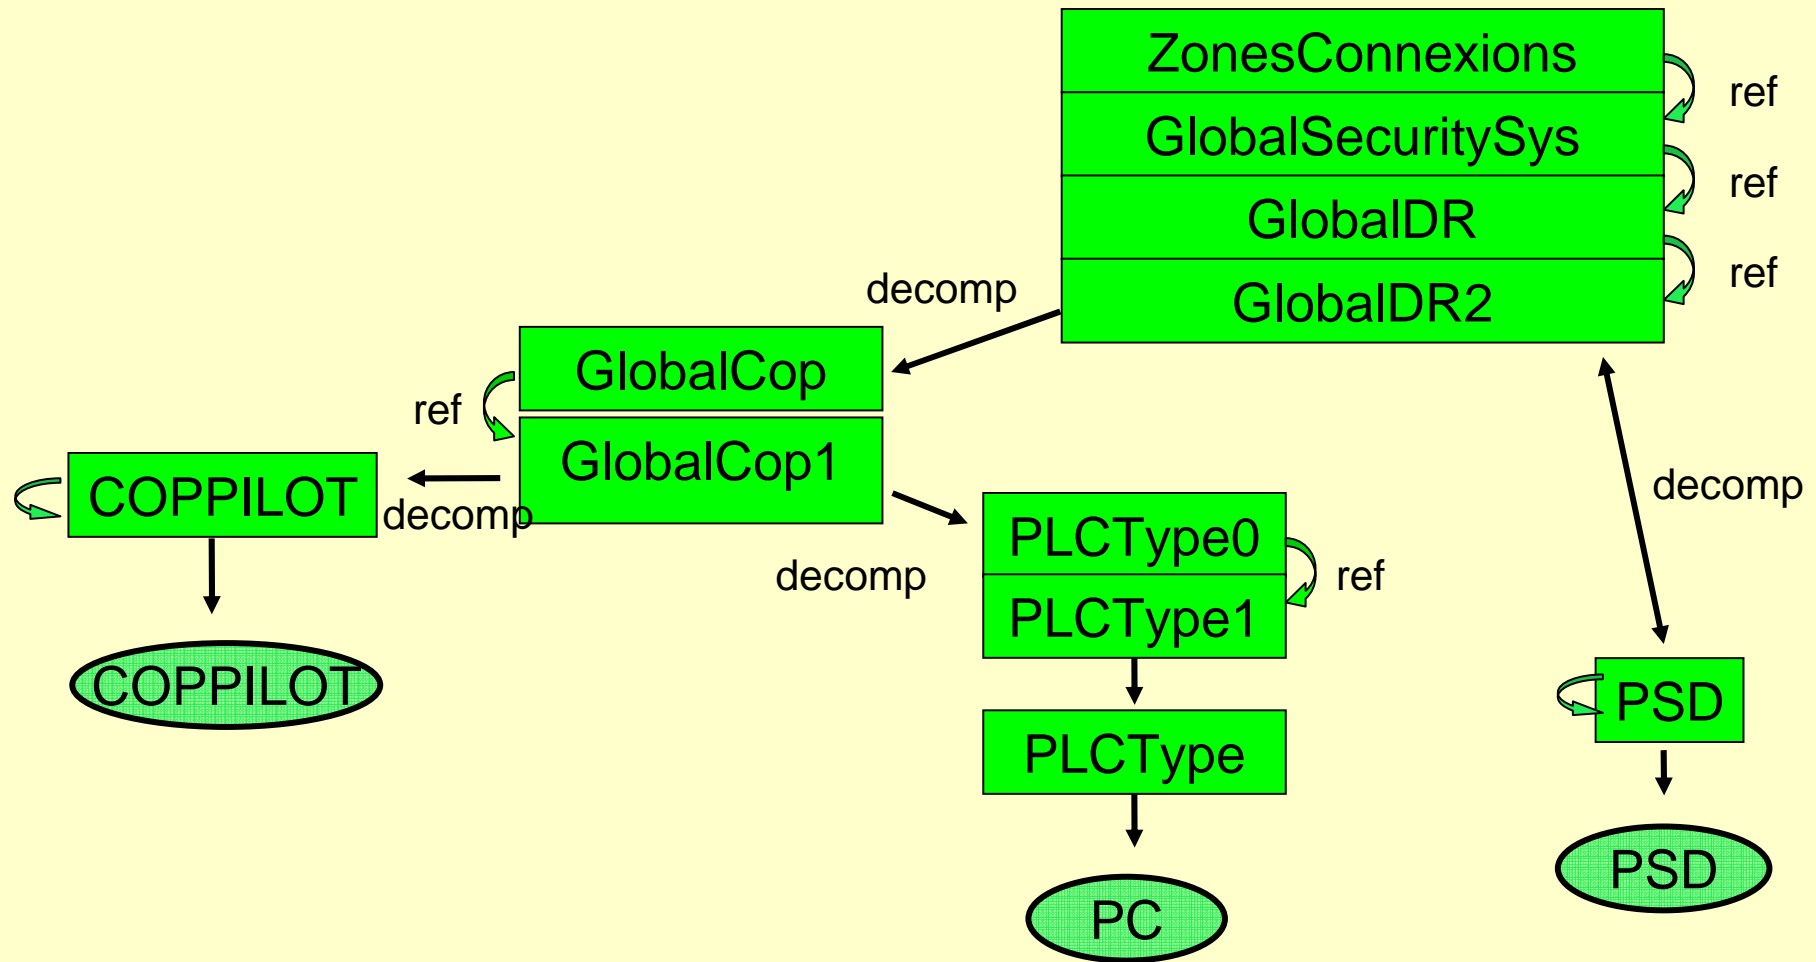 ZonesConnexions
ref
GlobalSecuritySys
ref
GlobalDR
ref
GlobalDR2
decomp
GlobalCop
ref
GlobalCop1
COPPILOT
decomp
decomp
PLCType0
decomp
ref
PLCType1
COPPILOT
PSD
PLCType
PSD
PC